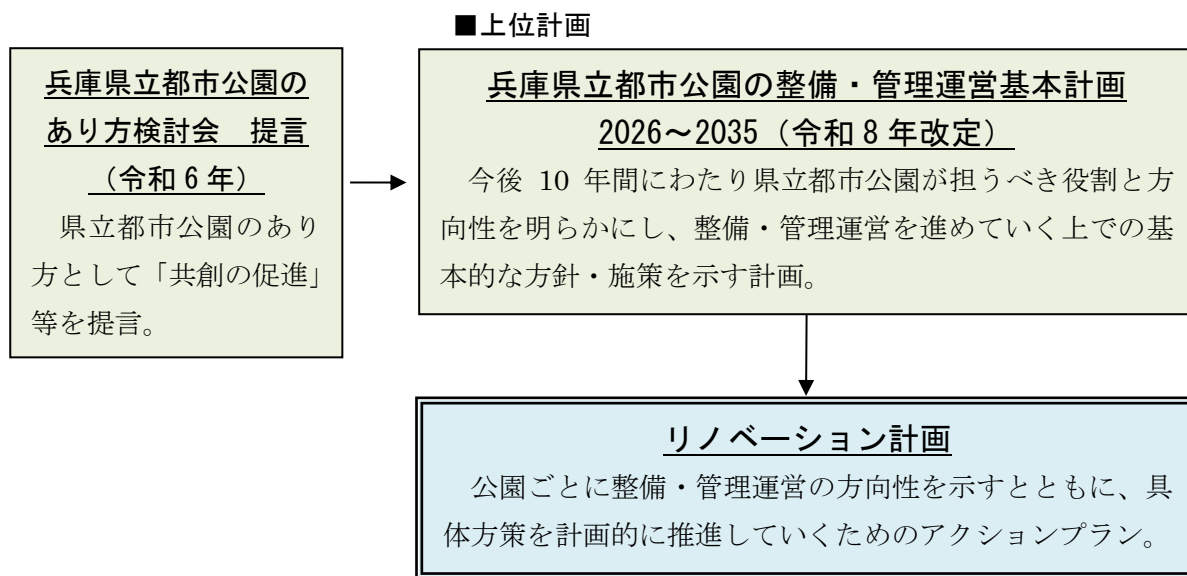 ■上位計画
兵庫県立都市公園の
あり方検討会　提言
（令和６年）
県立都市公園のあり
方として「共創の促進」
等を提言。
兵庫県立都市公園の整備・管理運営基本計画
2026～2035（令和８年改定）
今後 10 年間にわたり県立都市公園が担うべき役割と方
向性を明らかにし、整備・管理運営を進めていく上での基
本的な方針・施策を示す計画。
リノベーション計画
公園ごとに整備・管理運営の方向性を示すとともに、具
体方策を計画的に推進していくためのアクションプラン。